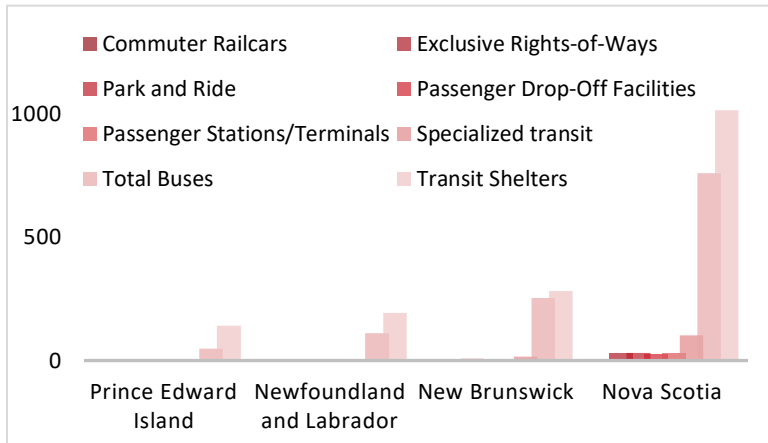 Commuter Railcars
Exclusive Rights-of-Ways
Park and Ride
Passenger Drop-Off Facilities
Passenger Stations/Terminals
Specialized transit
Total Buses
Transit Shelters
1000
500
0
Prince Edward
Island
Newfoundland
and Labrador
New Brunswick
Nova Scotia